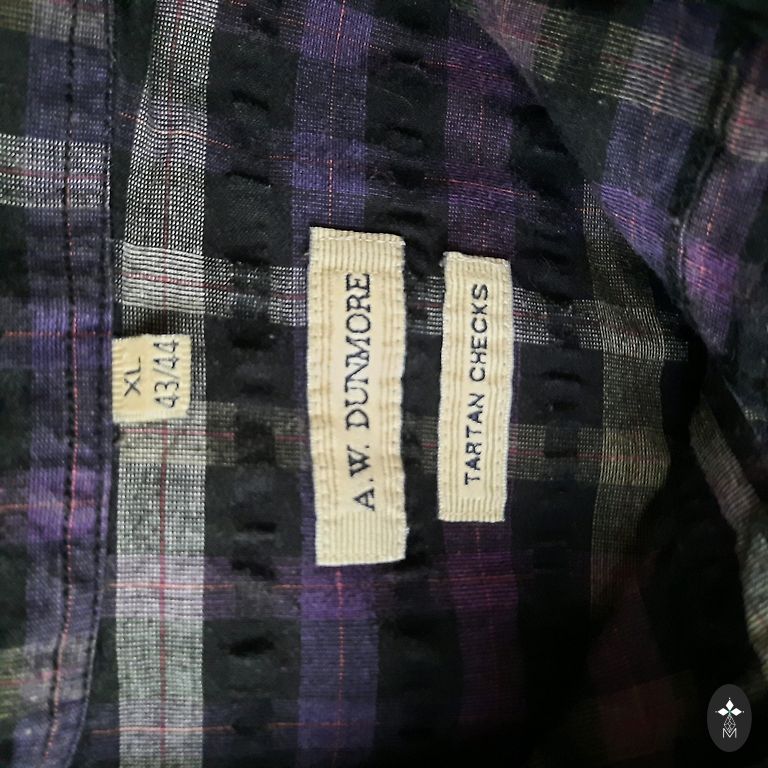 XL
43/44
A.W. DUNMORE
TARTAN CHECKS
M